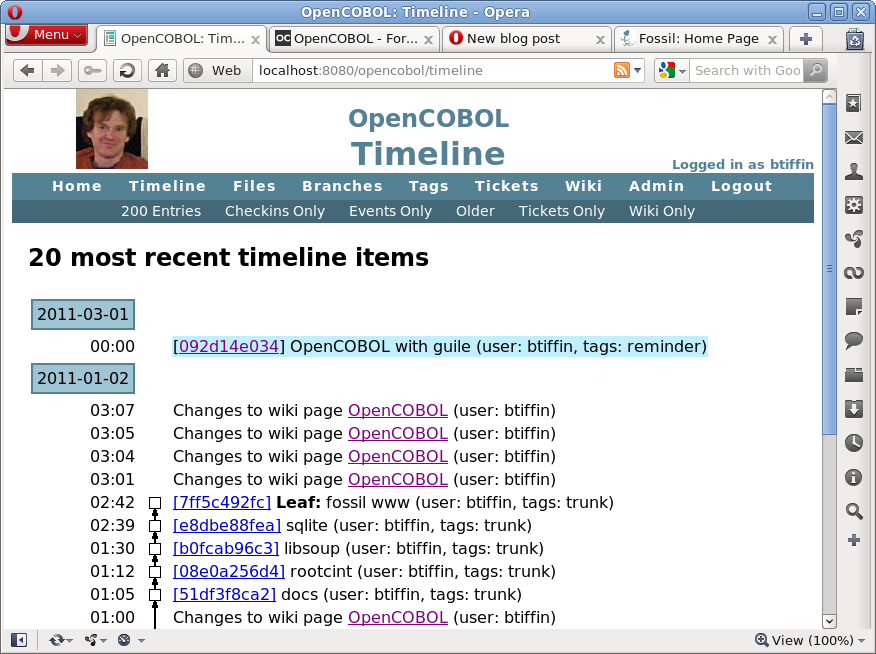 OpenCOBOL: Timeline - Opera
Menu OpenCOBOL: Tim... OpenCOBOL - For... New blog post Fossil: Home Page
Web localhost:8080/opencobol/timeline Search with Goo
OpenCOBOL
Timeline
Logged in as btiffin
Home Timeline Files Branches Tags Tickets Wiki Admin Logout
200 Entries Checkins Only Events Only Older Tickets Only Wiki Only
20 most recent timeline items
2011-03-01
00:00 [092d14e034] OpenCOBOL with guile (user: btiffin, tags: reminder)
2011-01-02
03:07 Changes to wiki page OpenCOBOL (user: btiffin)
03:05 Changes to wiki page OpenCOBOL (user: btiffin)
03:04 Changes to wiki page OpenCOBOL (user: btiffin)
03:01 Changes to wiki page OpenCOBOL (user: btiffin)
02:42 [7ff5c492fc] Leaf: fossil www (user: btiffin, tags: trunk)
02:39 [e8dbe88fea] sqlite (user: btiffin, tags: trunk)
01:30 [b0fcab96c3] libsoup (user: btiffin, tags: trunk)
01:12 [08e0a256d4] rootcint (user: btiffin, tags: trunk)
01:05 [51df3f8ca2] docs (user: btiffin, tags: trunk)
01:00 Changes to wiki page OpenCOBOL (user: btiffin)
View (100%)